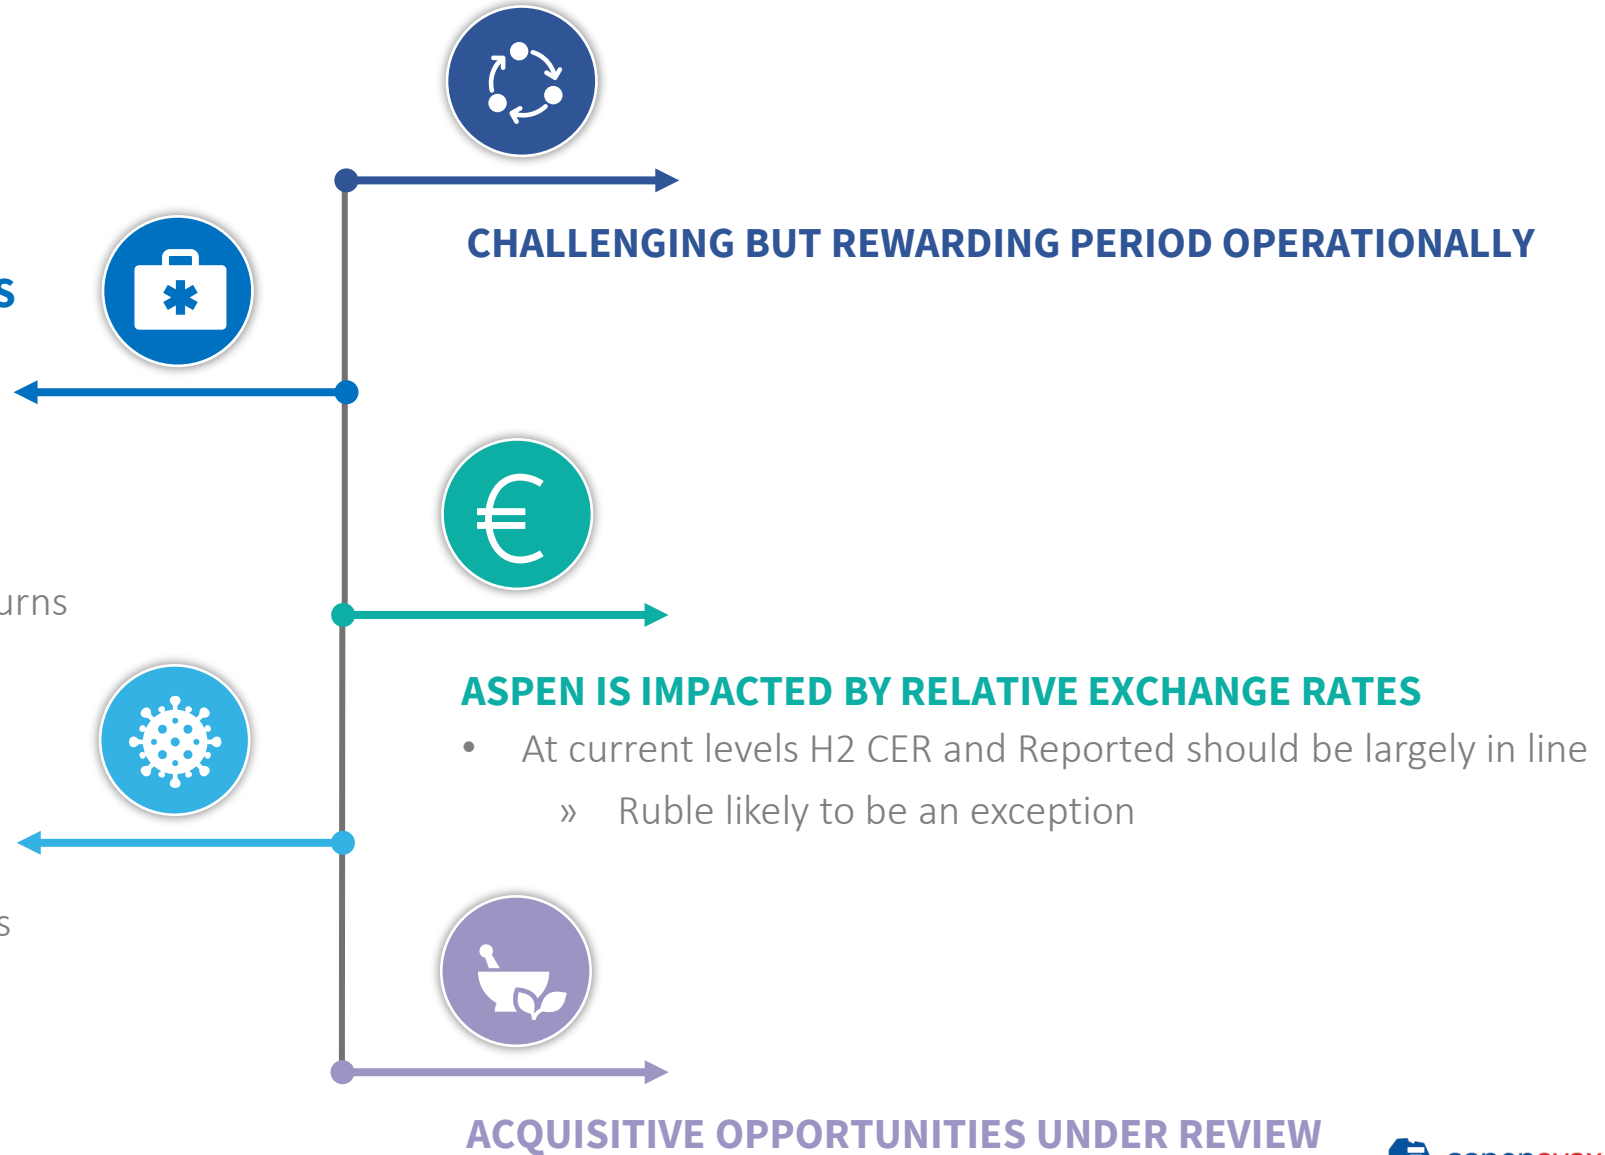 CHALLENGING BUT REWARDING PERIOD OPERATIONALLY
S
€
urns
ASPEN IS IMPACTED BY RELATIVE EXCHANGE RATES
• At current levels H2 CER and Reported should be largely in line
» Ruble likely to be an exception
s
ACQUISITIVE OPPORTUNITIES UNDER REVIEW